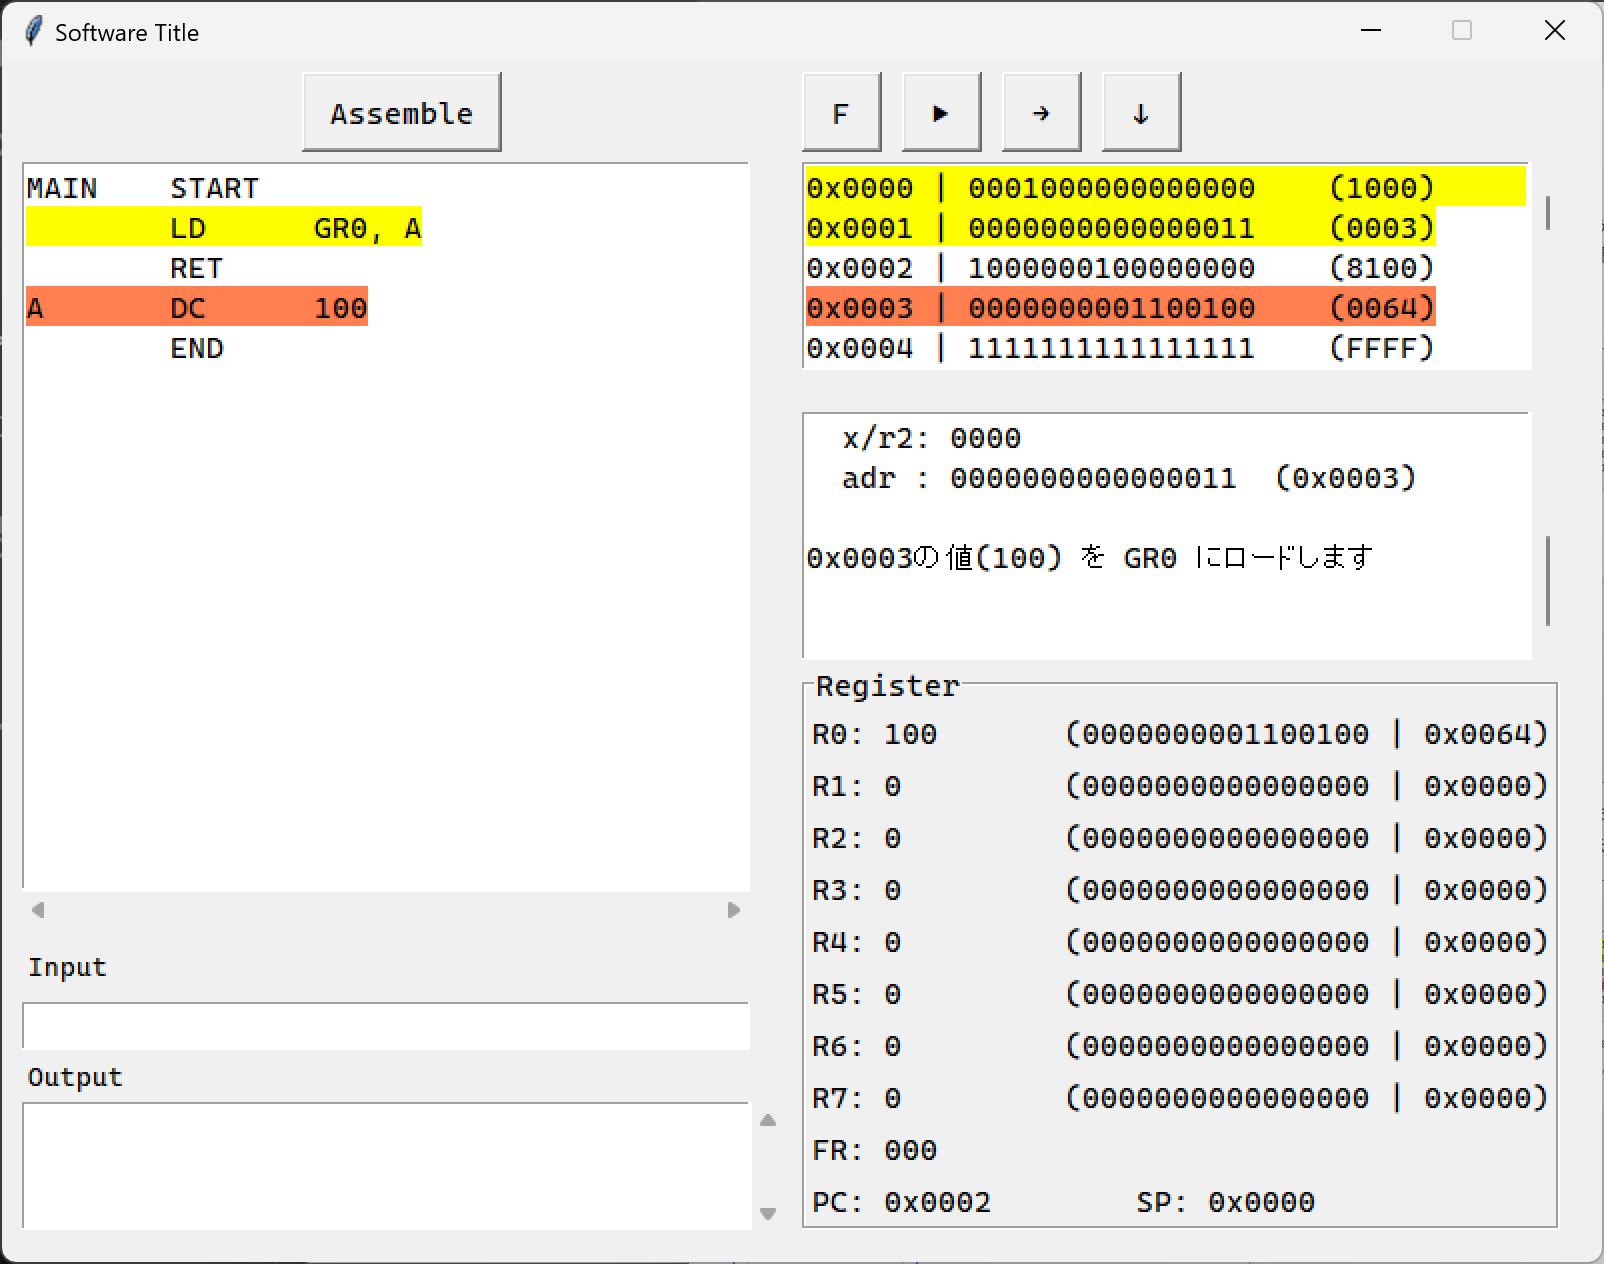 Software Title
Assemble
F ▶ → ↓
MAIN    START
        LD      GR0, A
        RET
A       DC      100
        END
Input
Output
0x0000 | 0001000000000000    (1000)
0x0001 | 0000000000000011    (0003)
0x0002 | 1000000100000000    (8100)
0x0003 | 0000000001100100    (0064)
0x0004 | 1111111111111111    (FFFF)
x/r2: 0000
adr : 0000000000000011  (0x0003)
0x0003の値(100) を GR0 にロードします
Register
R0: 100       (0000000001100100 | 0x0064)
R1: 0         (0000000000000000 | 0x0000)
R2: 0         (0000000000000000 | 0x0000)
R3: 0         (0000000000000000 | 0x0000)
R4: 0         (0000000000000000 | 0x0000)
R5: 0         (0000000000000000 | 0x0000)
R6: 0         (0000000000000000 | 0x0000)
R7: 0         (0000000000000000 | 0x0000)
FR: 000
PC: 0x0002        SP: 0x0000